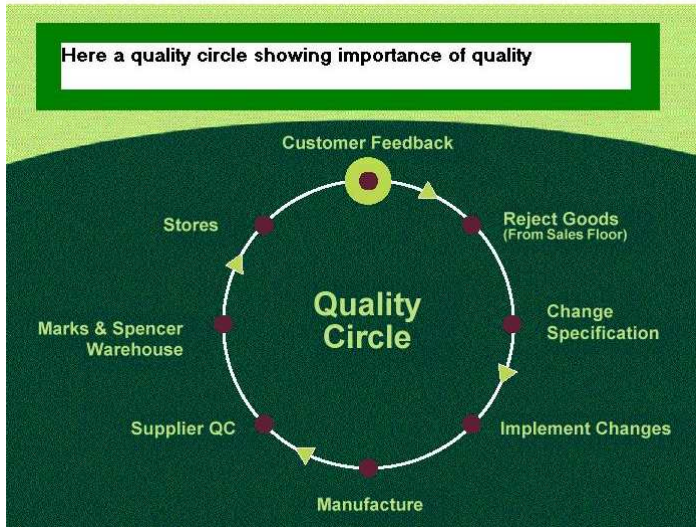 Here a quality circle showing importance of quality
Customer Feedback
Reject Goods
(From Sales Floor)
Change
Specification
Implement Changes
Manufacture
Supplier QC
Marks & Spencer
Warehouse
Stores
Quality
Circle